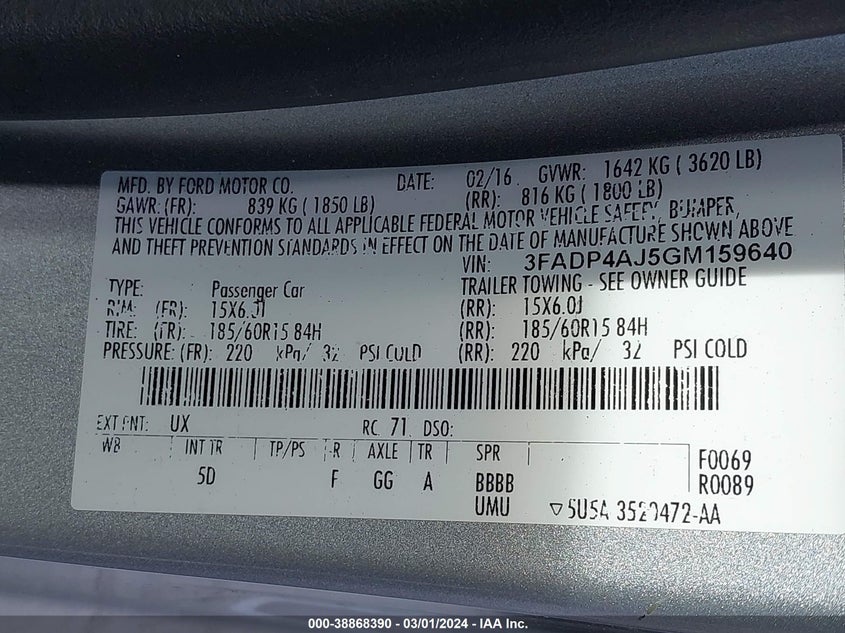 MFD. BY FORD MOTOR CO. DATE: 02/16 GVWR: 1642 KG ( 3620 LB)
GAWR: (FR): 839 KG ( 1850 LB) (RR): 816 KG ( 1800 LB)
THIS VEHICLE CONFORMS TO ALL APPLICABLE FEDERAL MOTOR VEHICLE SAFETY, BUMPER,
AND THEFT PREVENTION STANDARDS IN EFFECT ON THE DATE OF MANUFACTURE SHOWN ABOVE
VIN: 3FADP4AJ5GM159640
TYPE: Passenger Car TRAILER TOWING - SEE OWNER GUIDE
RIM: (FR): 15X6.0J (RR): 15X6.0J
TIRE: (FR): 185/60R15 84H (RR): 185/60R15 84H
PRESSURE: (FR): 220 kPa/ 32 PSI COLD (RR): 220 kPa/ 32 PSI COLD
EXT PNT: UX RC: 71 DSO:
WB INT TR TP/PS R AXLE TR SPR F0069
5D F GG A BBBB R0089
UMU ▽ 5U5A 3520472-AA
000-38868390 - 03/01/2024 - IAA Inc.